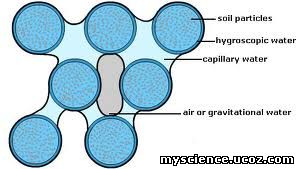 soil particles
hygroscopic water
capillary water
air or gravitational water
myscience.ucoz.com